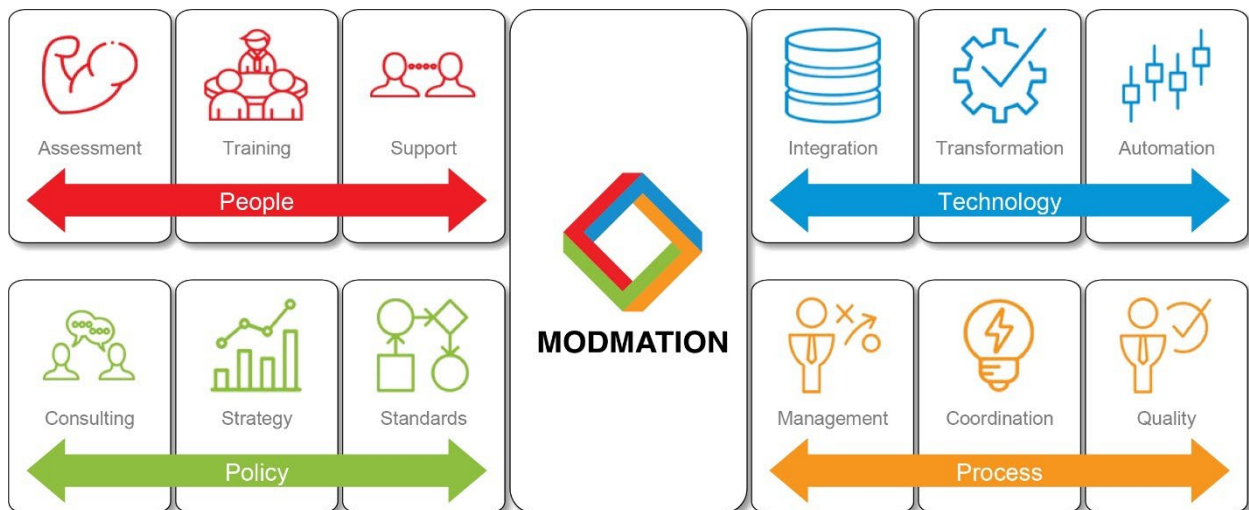 Assessment
Training
Support
People
Consulting
Strategy
Standards
Policy
MODMATION
Integration
Transformation
Automation
Technology
Management
Coordination
Quality
Process